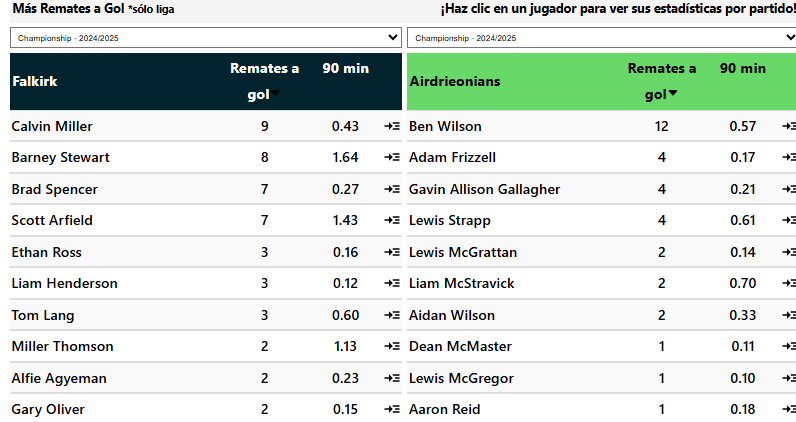 Más Remates a Gol *sólo liga
¡Haz clic en un jugador para ver sus estadísticas por partido!
Championship - 2024/2025
Championship - 2024/2025
Falkirk Remates a gol 90 min
Calvin Miller 9 0.43
Barney Stewart 8 1.64
Brad Spencer 7 0.27
Scott Arfield 7 1.43
Ethan Ross 3 0.16
Liam Henderson 3 0.12
Tom Lang 3 0.60
Miller Thomson 2 1.13
Alfie Agyeman 2 0.23
Gary Oliver 2 0.15
Airdrieonians Remates a gol 90 min
Ben Wilson 12 0.57
Adam Frizzell 4 0.17
Gavin Allison Gallagher 4 0.21
Lewis Strapp 4 0.61
Lewis McGrattan 2 0.14
Liam McStravick 2 0.70
Aidan Wilson 2 0.33
Dean McMaster 1 0.11
Lewis McGregor 1 0.10
Aaron Reid 1 0.18